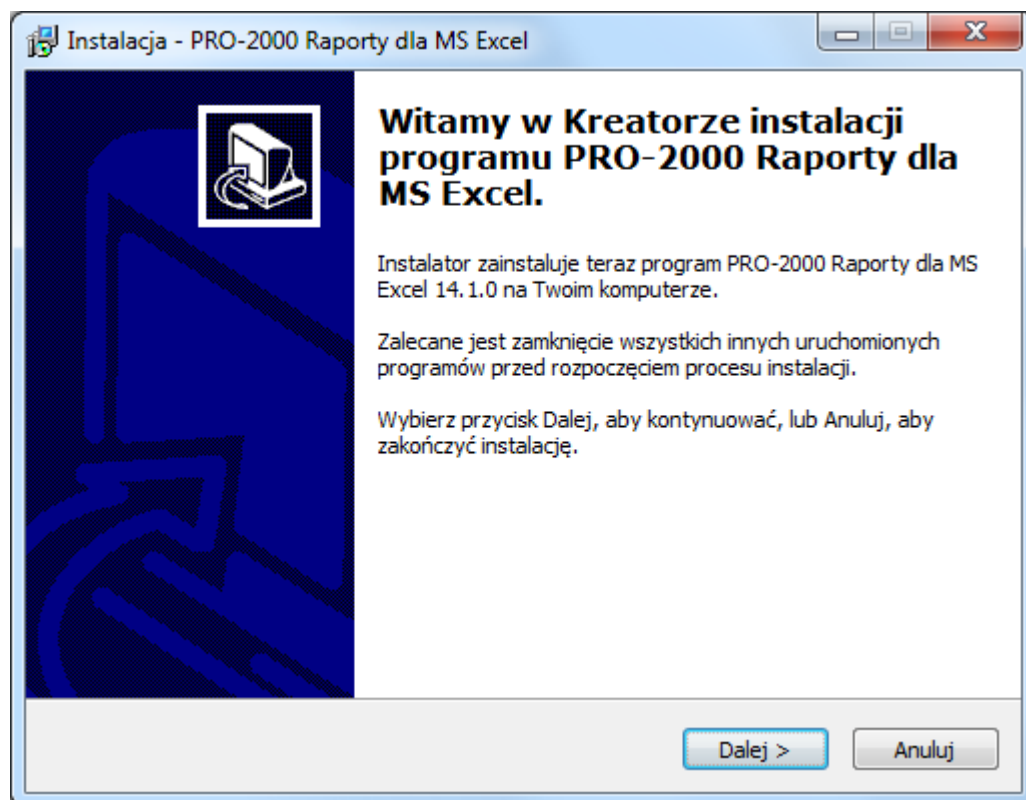 Instalacja - PRO-2000 Raporty dla MS Excel
Witamy w Kreatorze instalacji
programu PRO-2000 Raporty dla
MS Excel.
Instalator zainstaluje teraz program PRO-2000 Raporty dla MS
Excel 14.1.0 na Twoim komputerze.
Zalecane jest zamknięcie wszystkich innych uruchomionych
programów przed rozpoczęciem procesu instalacji.
Wybierz przycisk Dalej, aby kontynuować, lub Anuluj, aby
zakończyć instalację.
Dalej > Anuluj